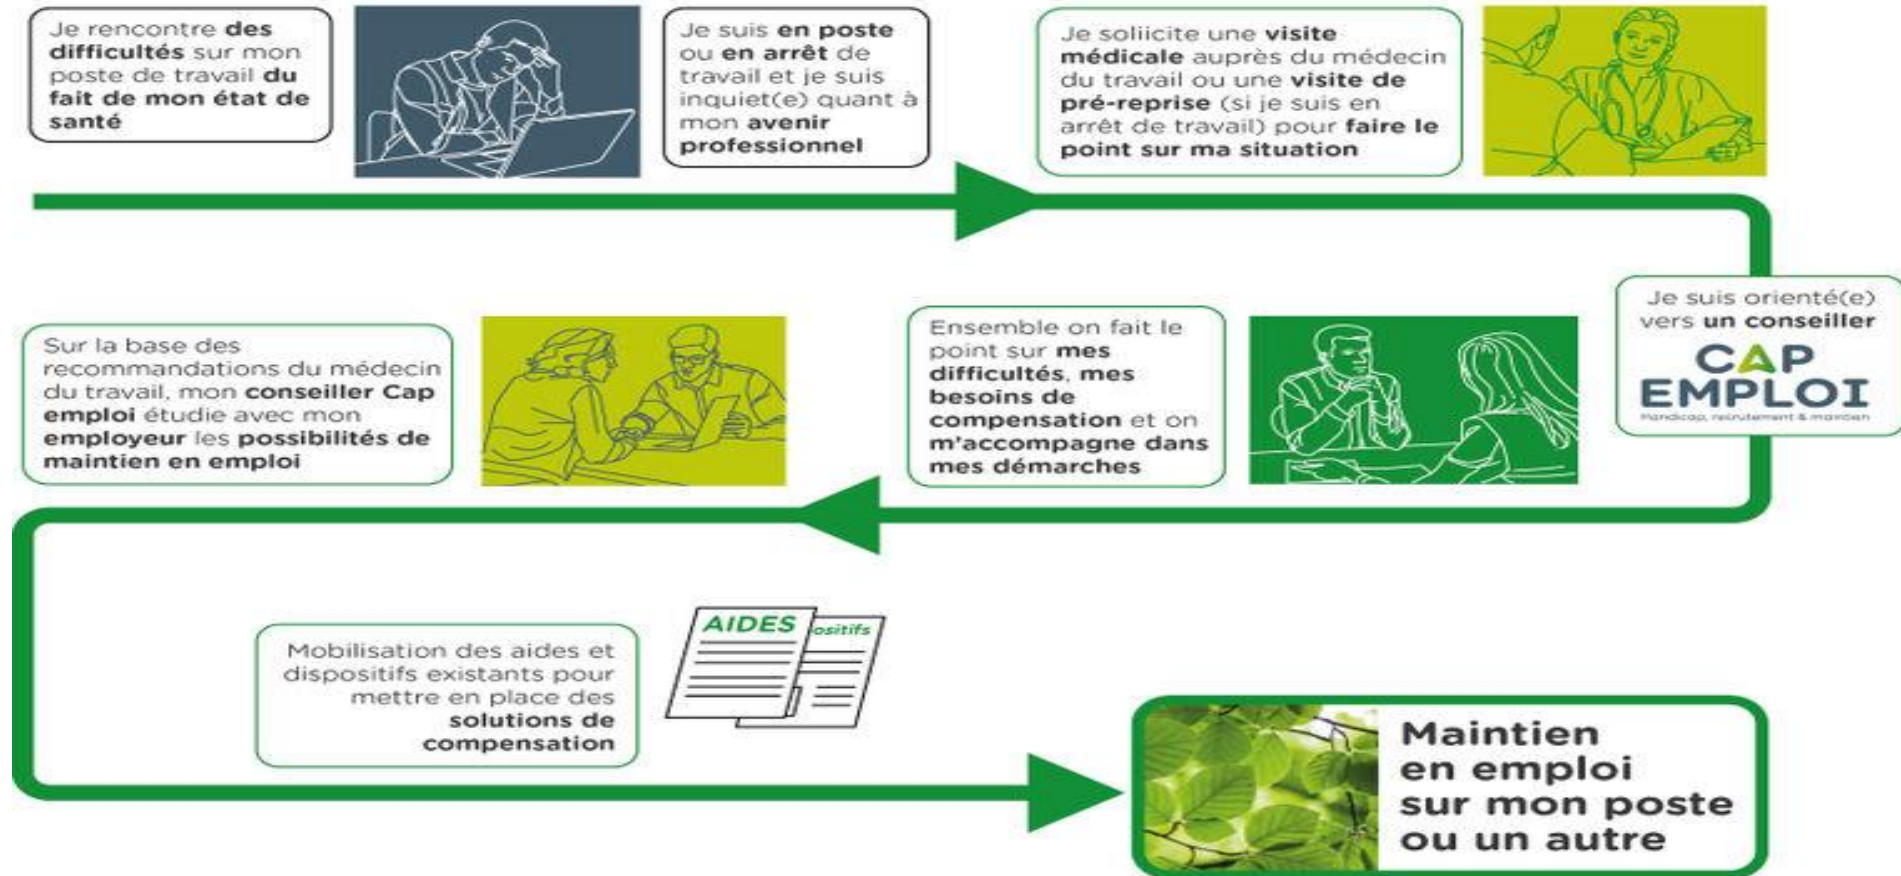 Je rencontre des
difficultés sur mon
poste de travail du
fait de mon état de
santé
Je suis en poste
ou en arrêt de
travail et je suis
inquiet(e) quant à
mon avenir
professionnel
Je soliicite une visite
médicale auprès du médecin
du travail ou une visite de
pré-reprise (si je suis en
arrêt de travail) pour faire le
point sur ma situation
Je suis orienté(e)
vers un conseiller
CAP
EMPLOI
Handicap, recrutement & maintien
Ensemble on fait le
point sur mes
difficultés, mes
besoins de
compensation et on
m'accompagne dans
mes démarches
Sur la base des
recommandations du médecin
du travail, mon conseiller Cap
emploi étudie avec mon
employeur les possibilités de
maintien en emploi
Mobilisation des aides et
dispositifs existants pour
mettre en place des
solutions de
compensation
AIDES
ositifs
Maintien
en emploi
sur mon poste
ou un autre